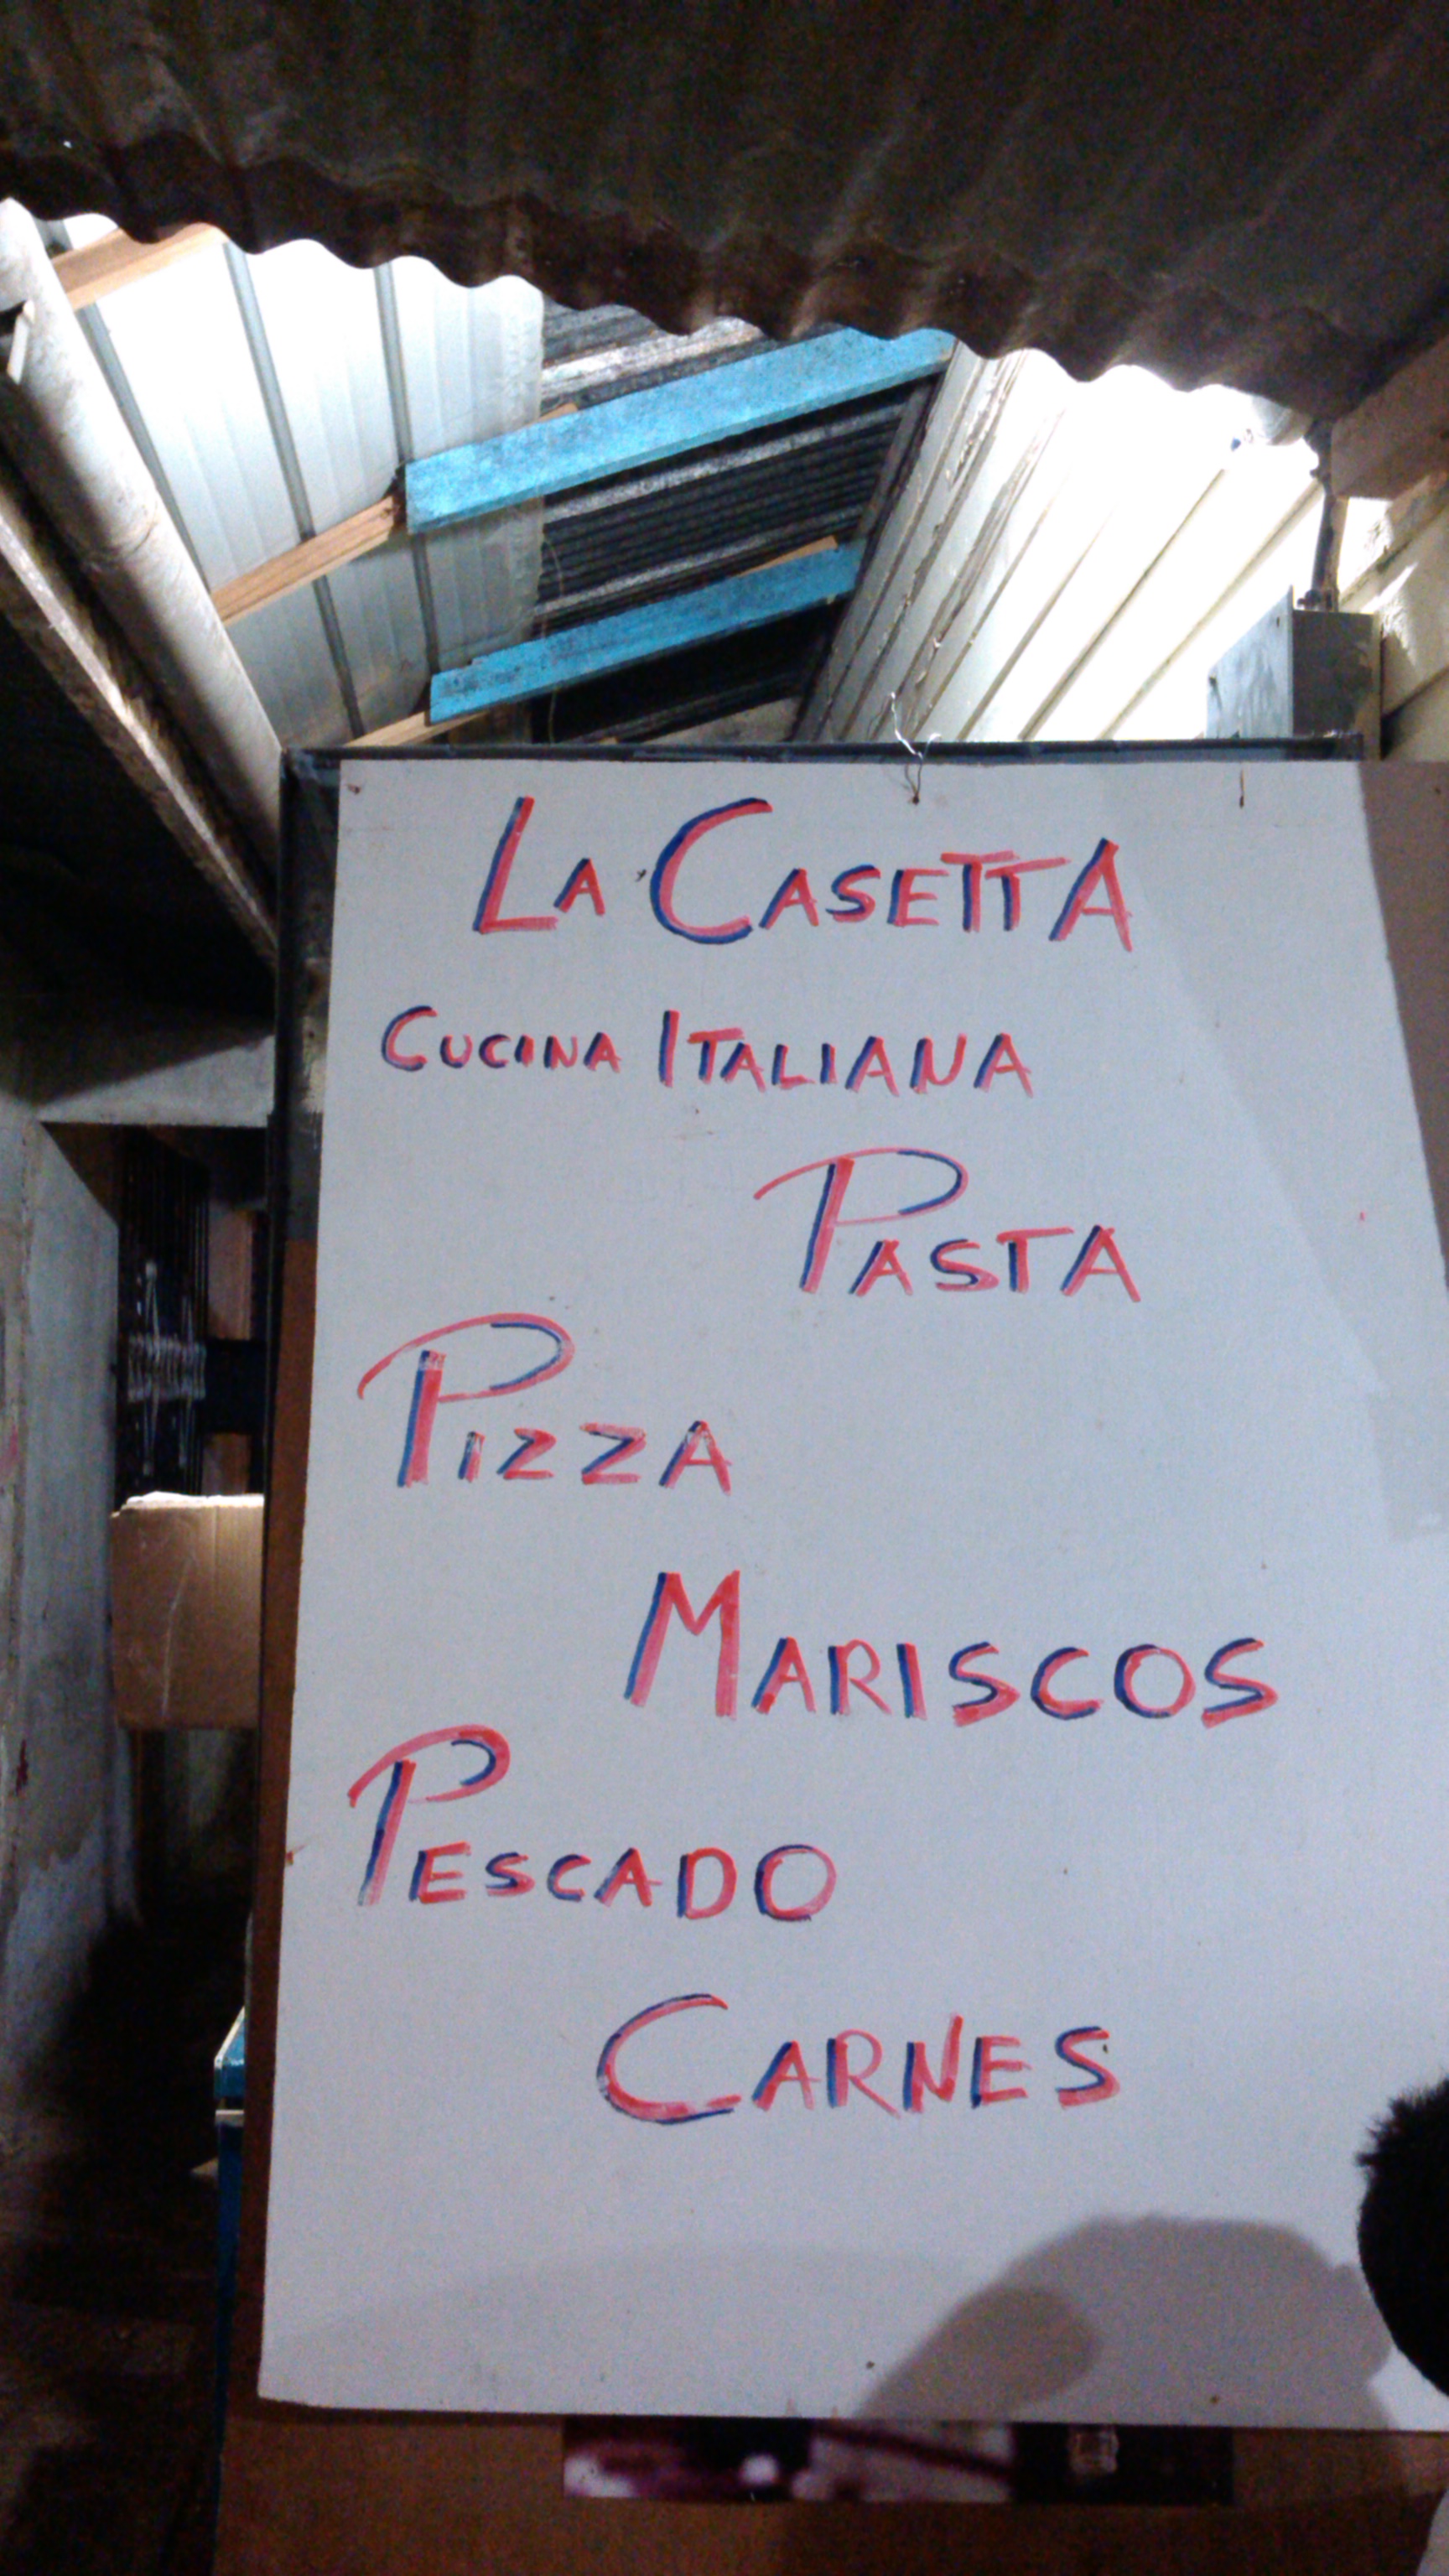 LA CASETTA
CUCINA ITALIANA
PASTA
PIZZA
MARISCOS
PESCADO
CARNES